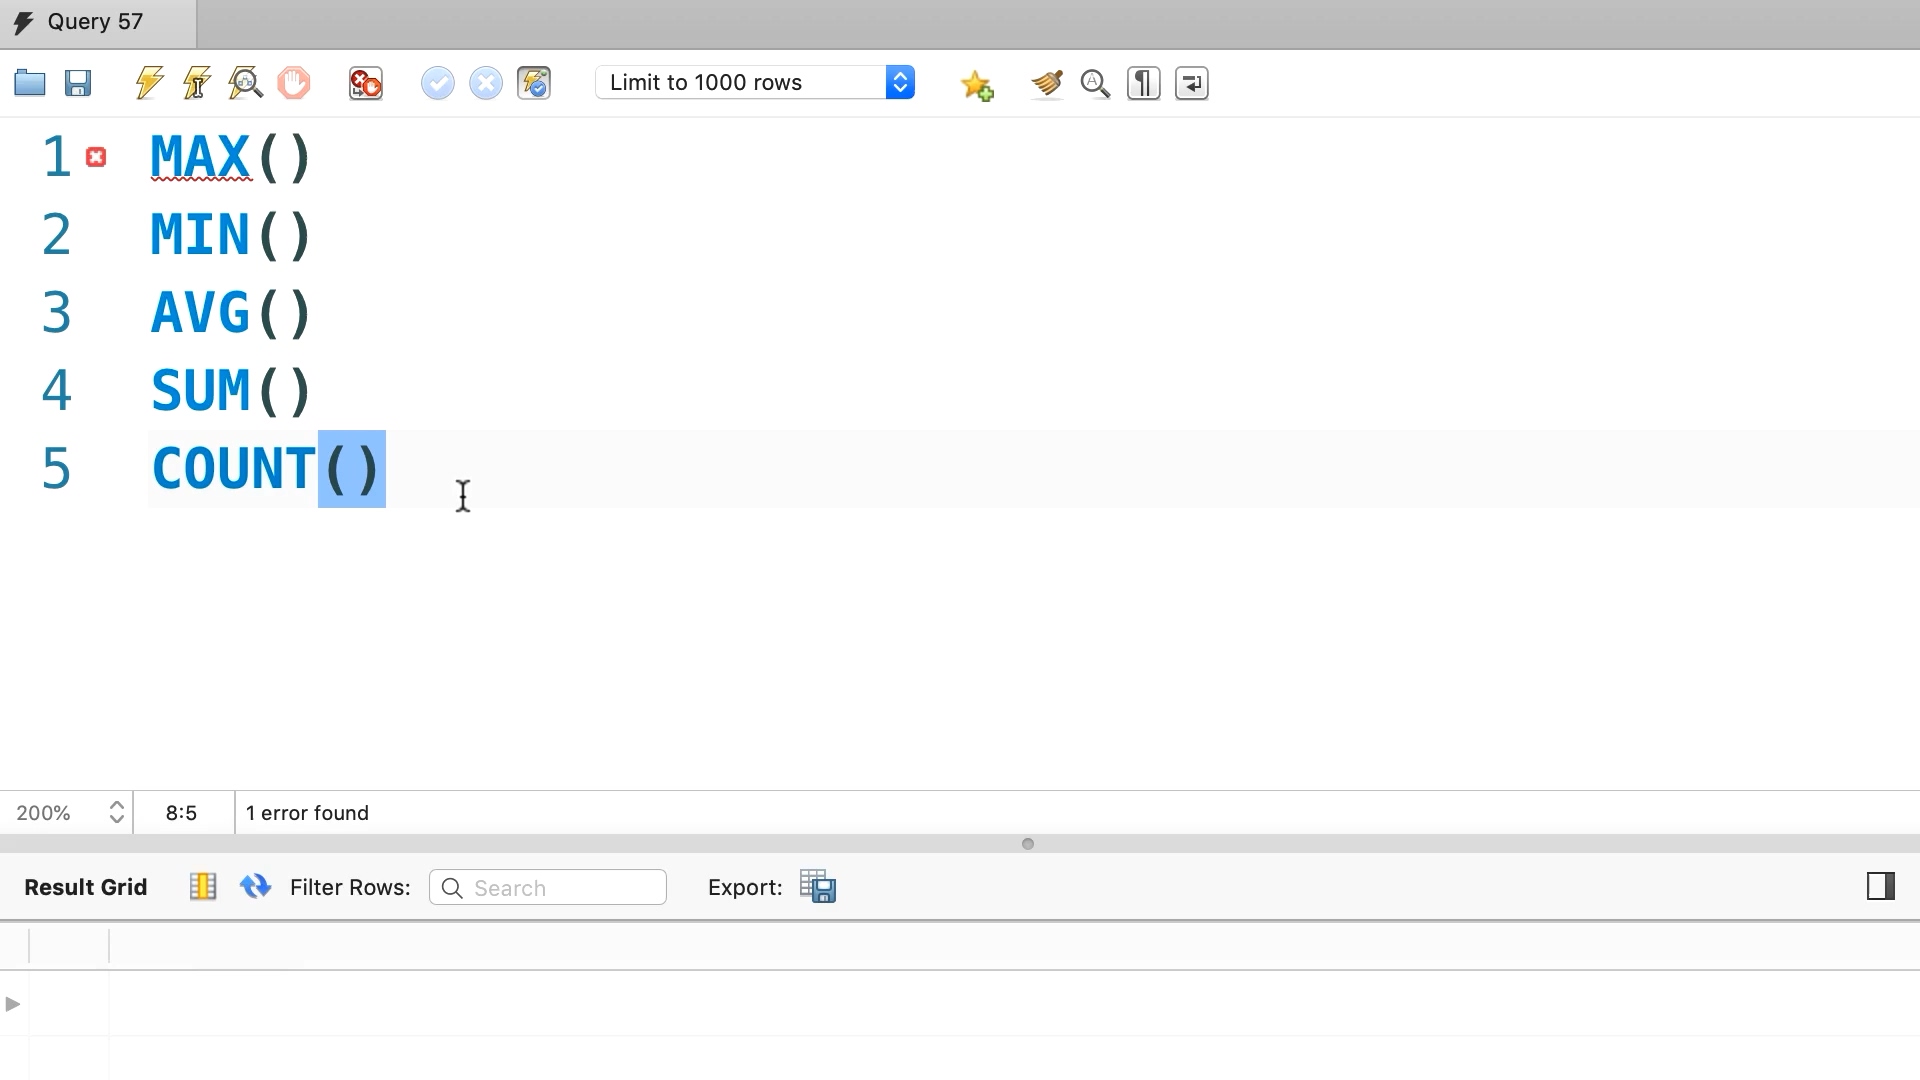 Query 57
Limit to 1000 rows
1 MAX()
2 MIN()
3 AVG()
4 SUM()
5 COUNT()
200% 8:5 1 error found
Result Grid Filter Rows: Search Export: